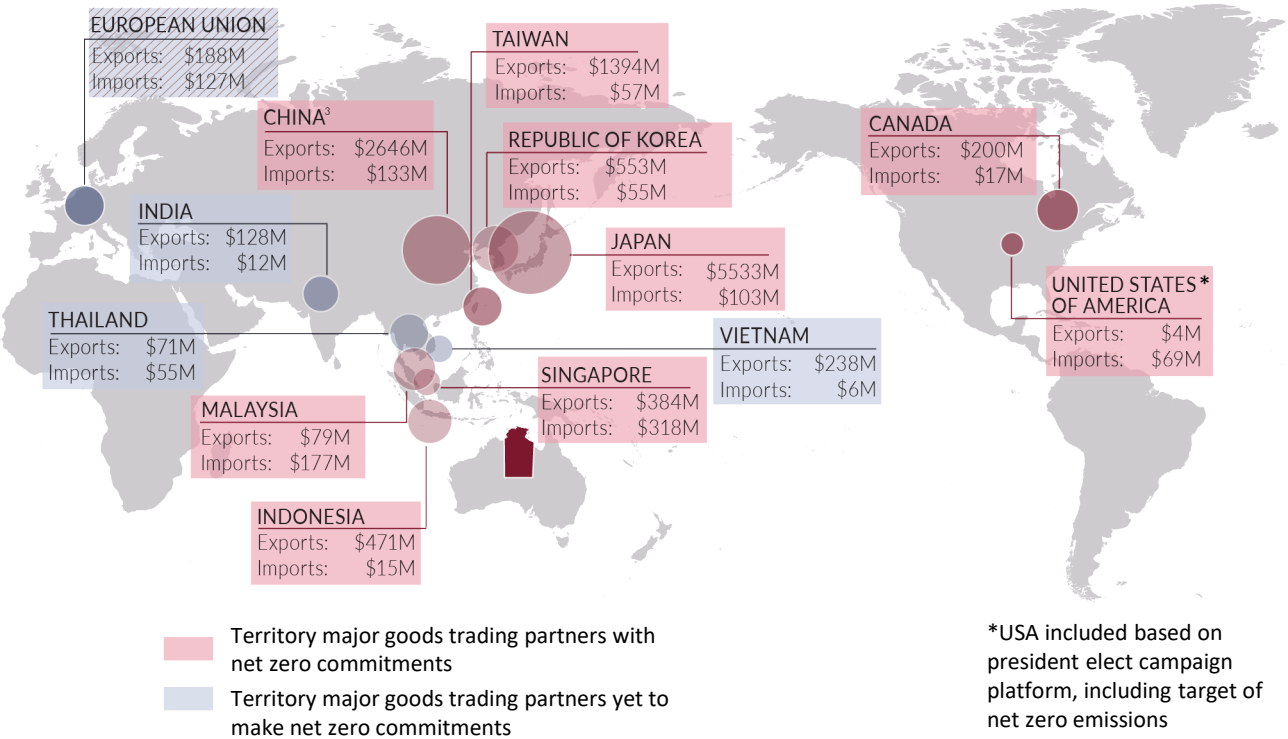 EUROPEAN UNION
Exports: $188M
Imports: $127M
TAIWAN
Exports: $1394M
Imports: $57M
CHINA³
Exports: $2646M
Imports: $133M
REPUBLIC OF KOREA
Exports: $553M
Imports: $55M
CANADA
Exports: $200M
Imports: $17M
INDIA
Exports: $128M
Imports: $12M
JAPAN
Exports: $5533M
Imports: $103M
UNITED STATES*
OF AMERICA
Exports: $4M
Imports: $69M
THAILAND
Exports: $71M
Imports: $55M
VIETNAM
Exports: $238M
Imports: $6M
SINGAPORE
Exports: $384M
Imports: $318M
MALAYSIA
Exports: $79M
Imports: $177M
INDONESIA
Exports: $471M
Imports: $15M
Territory major goods trading partners with
net zero commitments
Territory major goods trading partners yet to
make net zero commitments
*USA included based on
president elect campaign
platform, including target of
net zero emissions